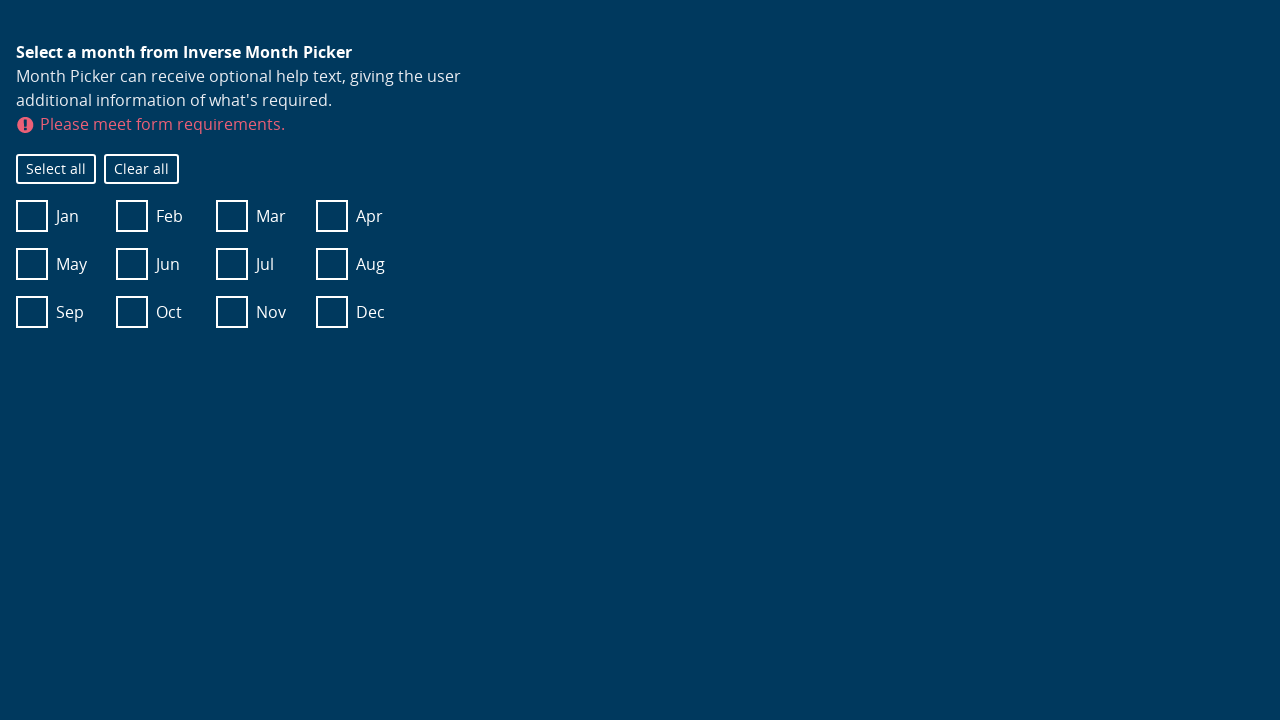 Select a month from Inverse Month Picker
Month Picker can receive optional help text, giving the user
additional information of what's required.
Please meet form requirements.
Select all Clear all
Jan Feb Mar Apr
May Jun Jul Aug
Sep Oct Nov Dec